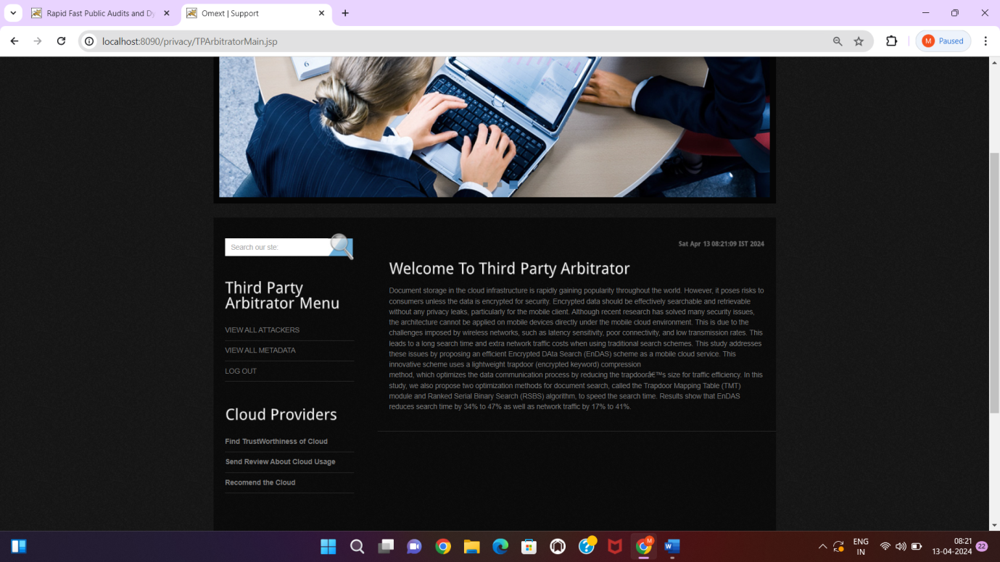 Rapid Fast Public Audits and Dy
Omext | Support
localhost:8090/privacy/TPArbitratorMain.jsp
M
Paused
6
Search our ste:
Sat Apr 13 08:21:09 IST 2024
Welcome To Third Party Arbitrator
Document storage in the cloud infrastructure is rapidly gaining popularity throughout the world. However, it poses risks to
consumers unless the data is encrypted for security. Encrypted data should be effectively searchable and retrievable
without any privacy leaks, particularly for the mobile client. Although recent research has solved many security issues,
the architecture cannot be applied on mobile devices directly under the mobile cloud environment. This is due to the
challenges imposed by wireless networks, such as latency sensitivity, poor connectivity, and low transmission rates. This
leads to a long search time and extra network traffic costs when using traditional search schemes. This study addresses
these issues by proposing an efficient Encrypted DAta Search (EnDAS) scheme as a mobile cloud service. This
innovative scheme uses a lightweight trapdoor (encrypted keyword) compression
method, which optimizes the data communication process by reducing the trapdoorâ€™s size for traffic efficiency. In this
study, we also propose two optimization methods for document search, called the Trapdoor Mapping Table (TMT)
module and Ranked Serial Binary Search (RSBS) algorithm, to speed the search time. Results show that EnDAS
reduces search time by 34% to 47% as well as network traffic by 17% to 41%.
Third Party
Arbitrator Menu
VIEW ALL ATTACKERS
VIEW ALL METADATA
LOG OUT
Cloud Providers
Find TrustWorthiness of Cloud
Send Review About Cloud Usage
Recomend the Cloud
M
ENG
IN
08:21
13-04-2024
22